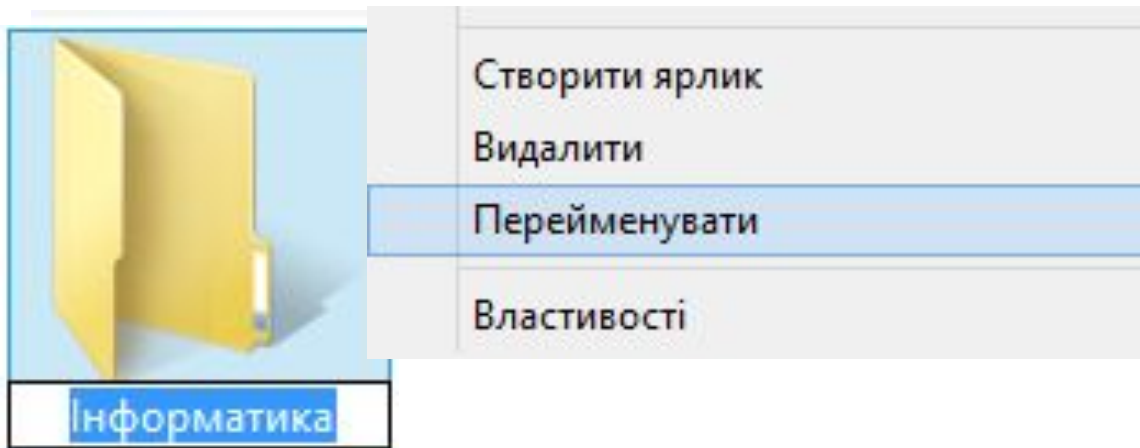 Створити ярлик
Видалити
Перейменувати
Властивості
Інформатика